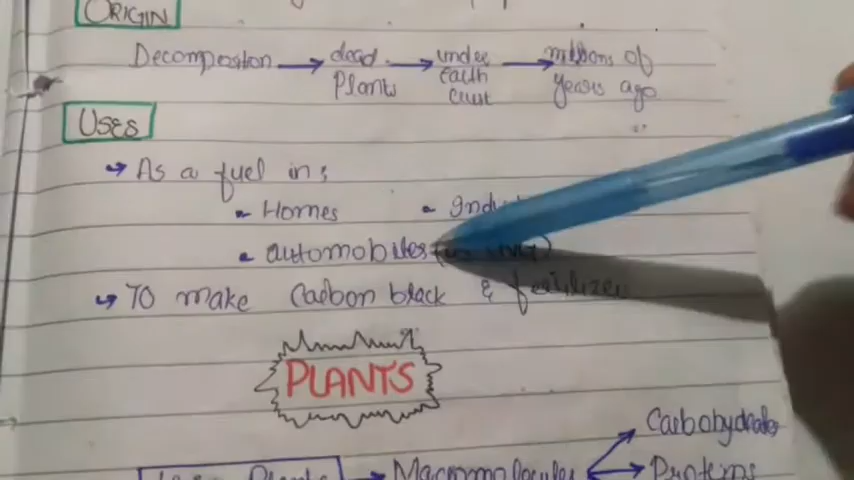 ORIGIN
Decomposition → dead Plants → under earth crust → millions of years ago
USES
↪ As a fuel in:
- Homes
- automobiles
↪ To make Carbon black & fertilizer
PLANTS
→ Macromolecules → Carbohydrates
→ Proteins